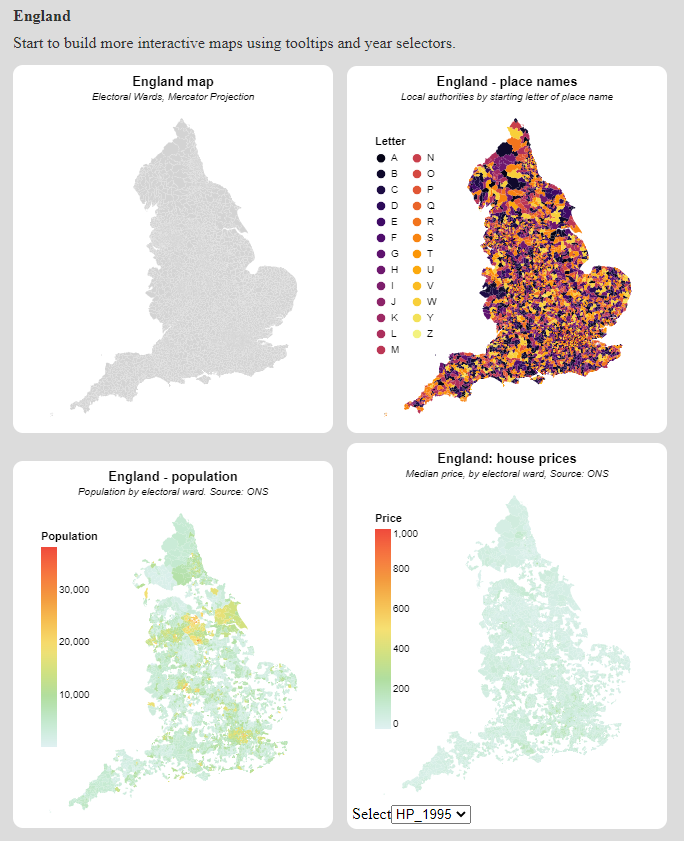 England
Start to build more interactive maps using tooltips and year selectors.
England map
Electoral Wards, Mercator Projection
England - place names
Local authorities by starting letter of place name
Letter
A N
B O
C P
D Q
E R
F S
G T
H U
I V
J W
K Y
L Z
M
England - population
Population by electoral ward. Source: ONS
Population
30,000
20,000
10,000
England: house prices
Median price, by electoral ward, Source: ONS
Price
1,000
800
600
400
200
0
Select HP_1995